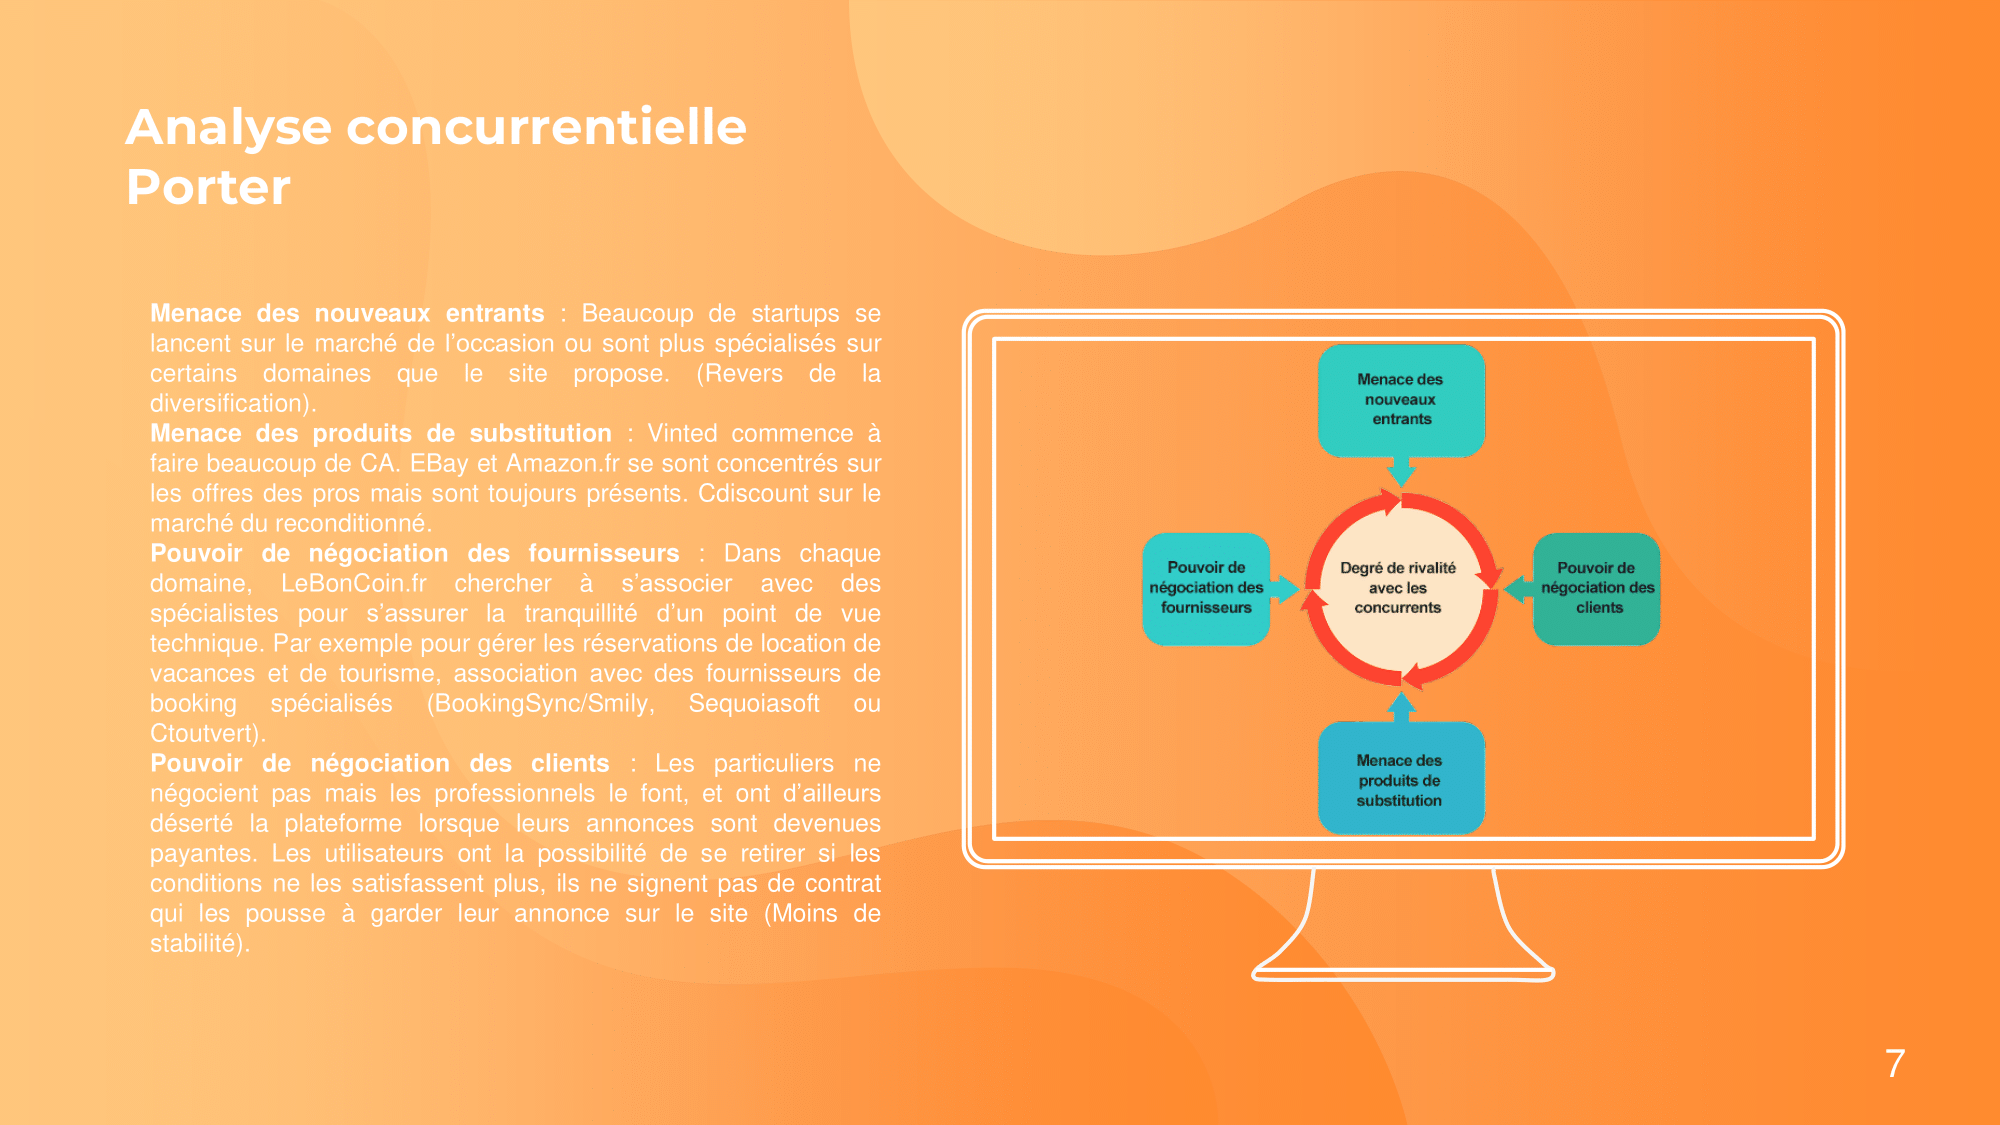 Analyse concurrentielle
Porter
Menace des nouveaux entrants : Beaucoup de startups se
lancent sur le marché de l'occasion ou sont plus spécialisés sur
certains domaines que le site propose. (Revers de la
diversification).
Menace des produits de substitution : Vinted commence à
faire beaucoup de CA. EBay et Amazon.fr se sont concentrés sur
les offres des pros mais sont toujours présents. Cdiscount sur le
marché du reconditionné.
Pouvoir de négociation des fournisseurs : Dans chaque
domaine, LeBonCoin.fr chercher à s'associer avec des
spécialistes pour s'assurer la tranquillité d'un point de vue
technique. Par exemple pour gérer les réservations de location de
vacances et de tourisme, association avec des fournisseurs de
booking spécialisés (BookingSync/Smily, Sequoiasoft ou
Ctoutvert).
Pouvoir de négociation des clients : Les particuliers ne
négocient pas mais les professionnels le font, et ont d'ailleurs
déserté la plateforme lorsque leurs annonces sont devenues
payantes. Les utilisateurs ont la possibilité de se retirer si les
conditions ne les satisfassent plus, ils ne signent pas de contrat
qui les pousse à garder leur annonce sur le site (Moins de
stabilité).
Menace des
nouveaux
entrants
Pouvoir de
négociation des
fournisseurs
Degré de rivalité
avec les
concurrents
Pouvoir de
négociation des
clients
Menace des
produits de
substitution
7